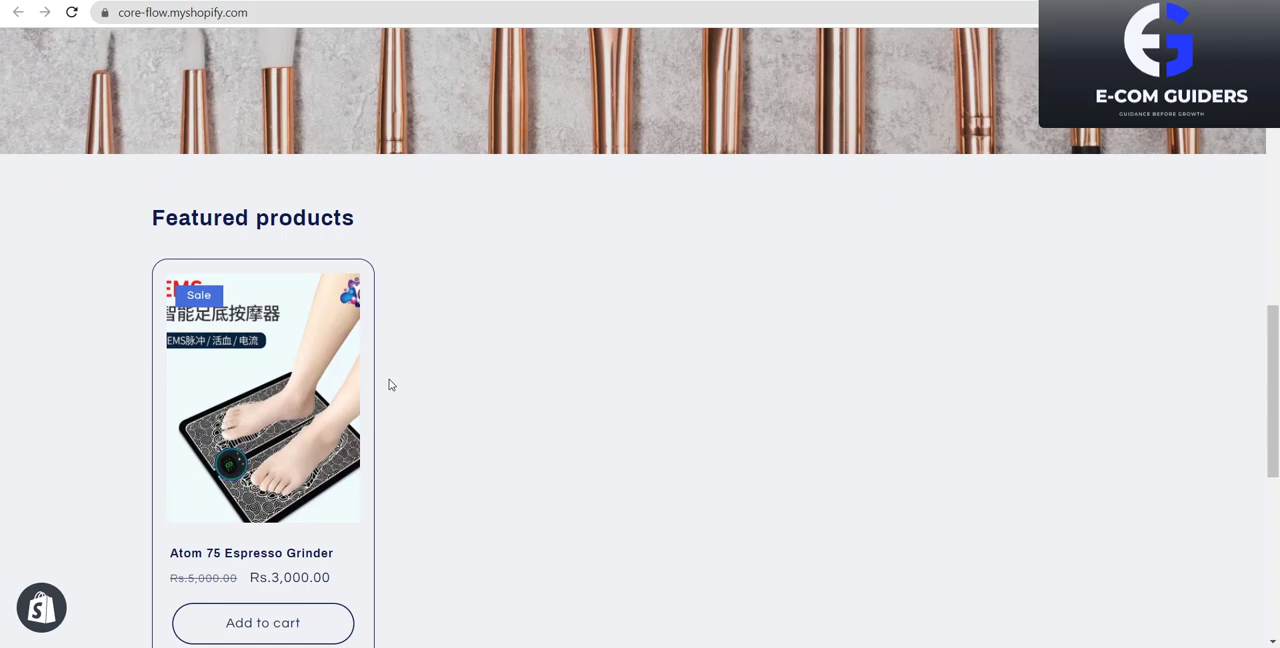 core-flow.myshopify.com
E-COM GUIDERS
GUIDANCE BEFORE GROWTH
Featured products
EMS
Sale
智能足底按摩器
EMS脉冲 / 活血 / 电流
Atom 75 Espresso Grinder
Rs.5,000.00 Rs.3,000.00
Add to cart